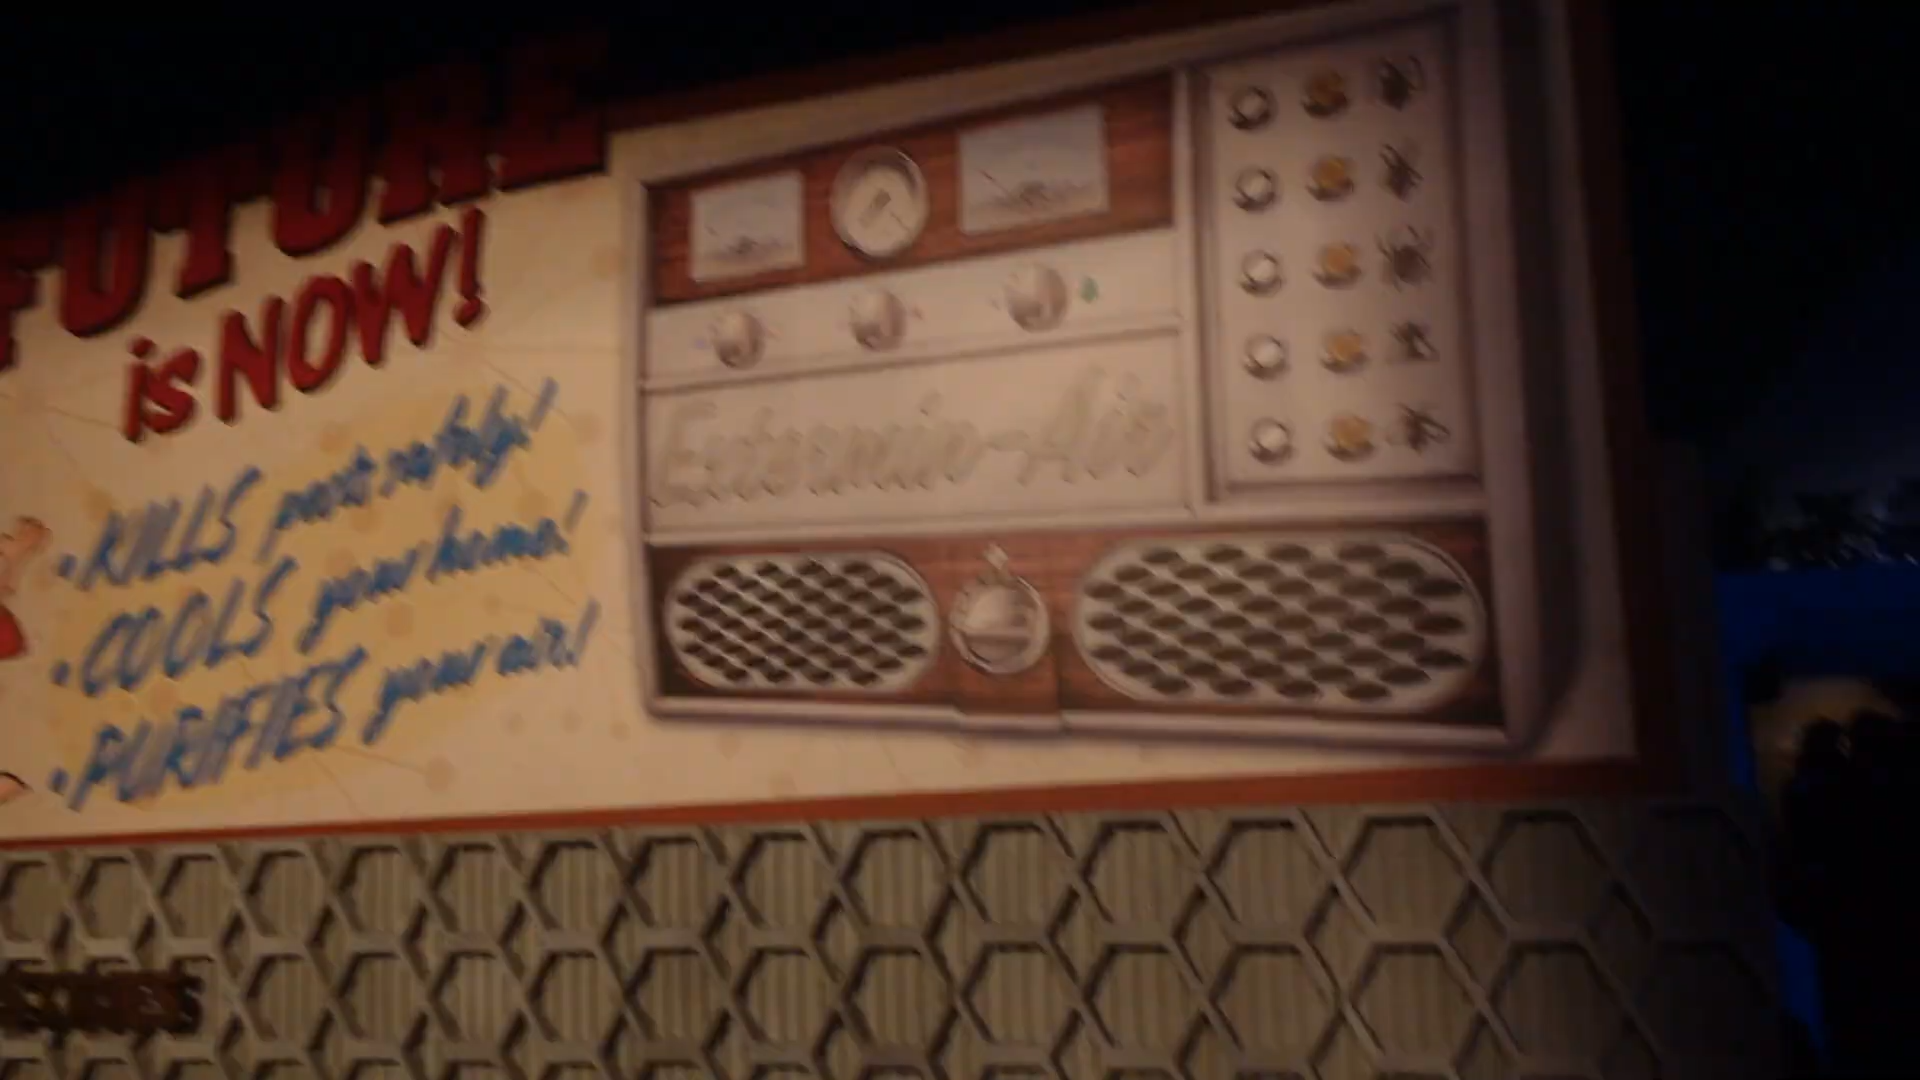 FUTURE
is NOW!
• KILLS pests safely!
• COOLS your home!
• PURIFIES your air!
Extermin-Air